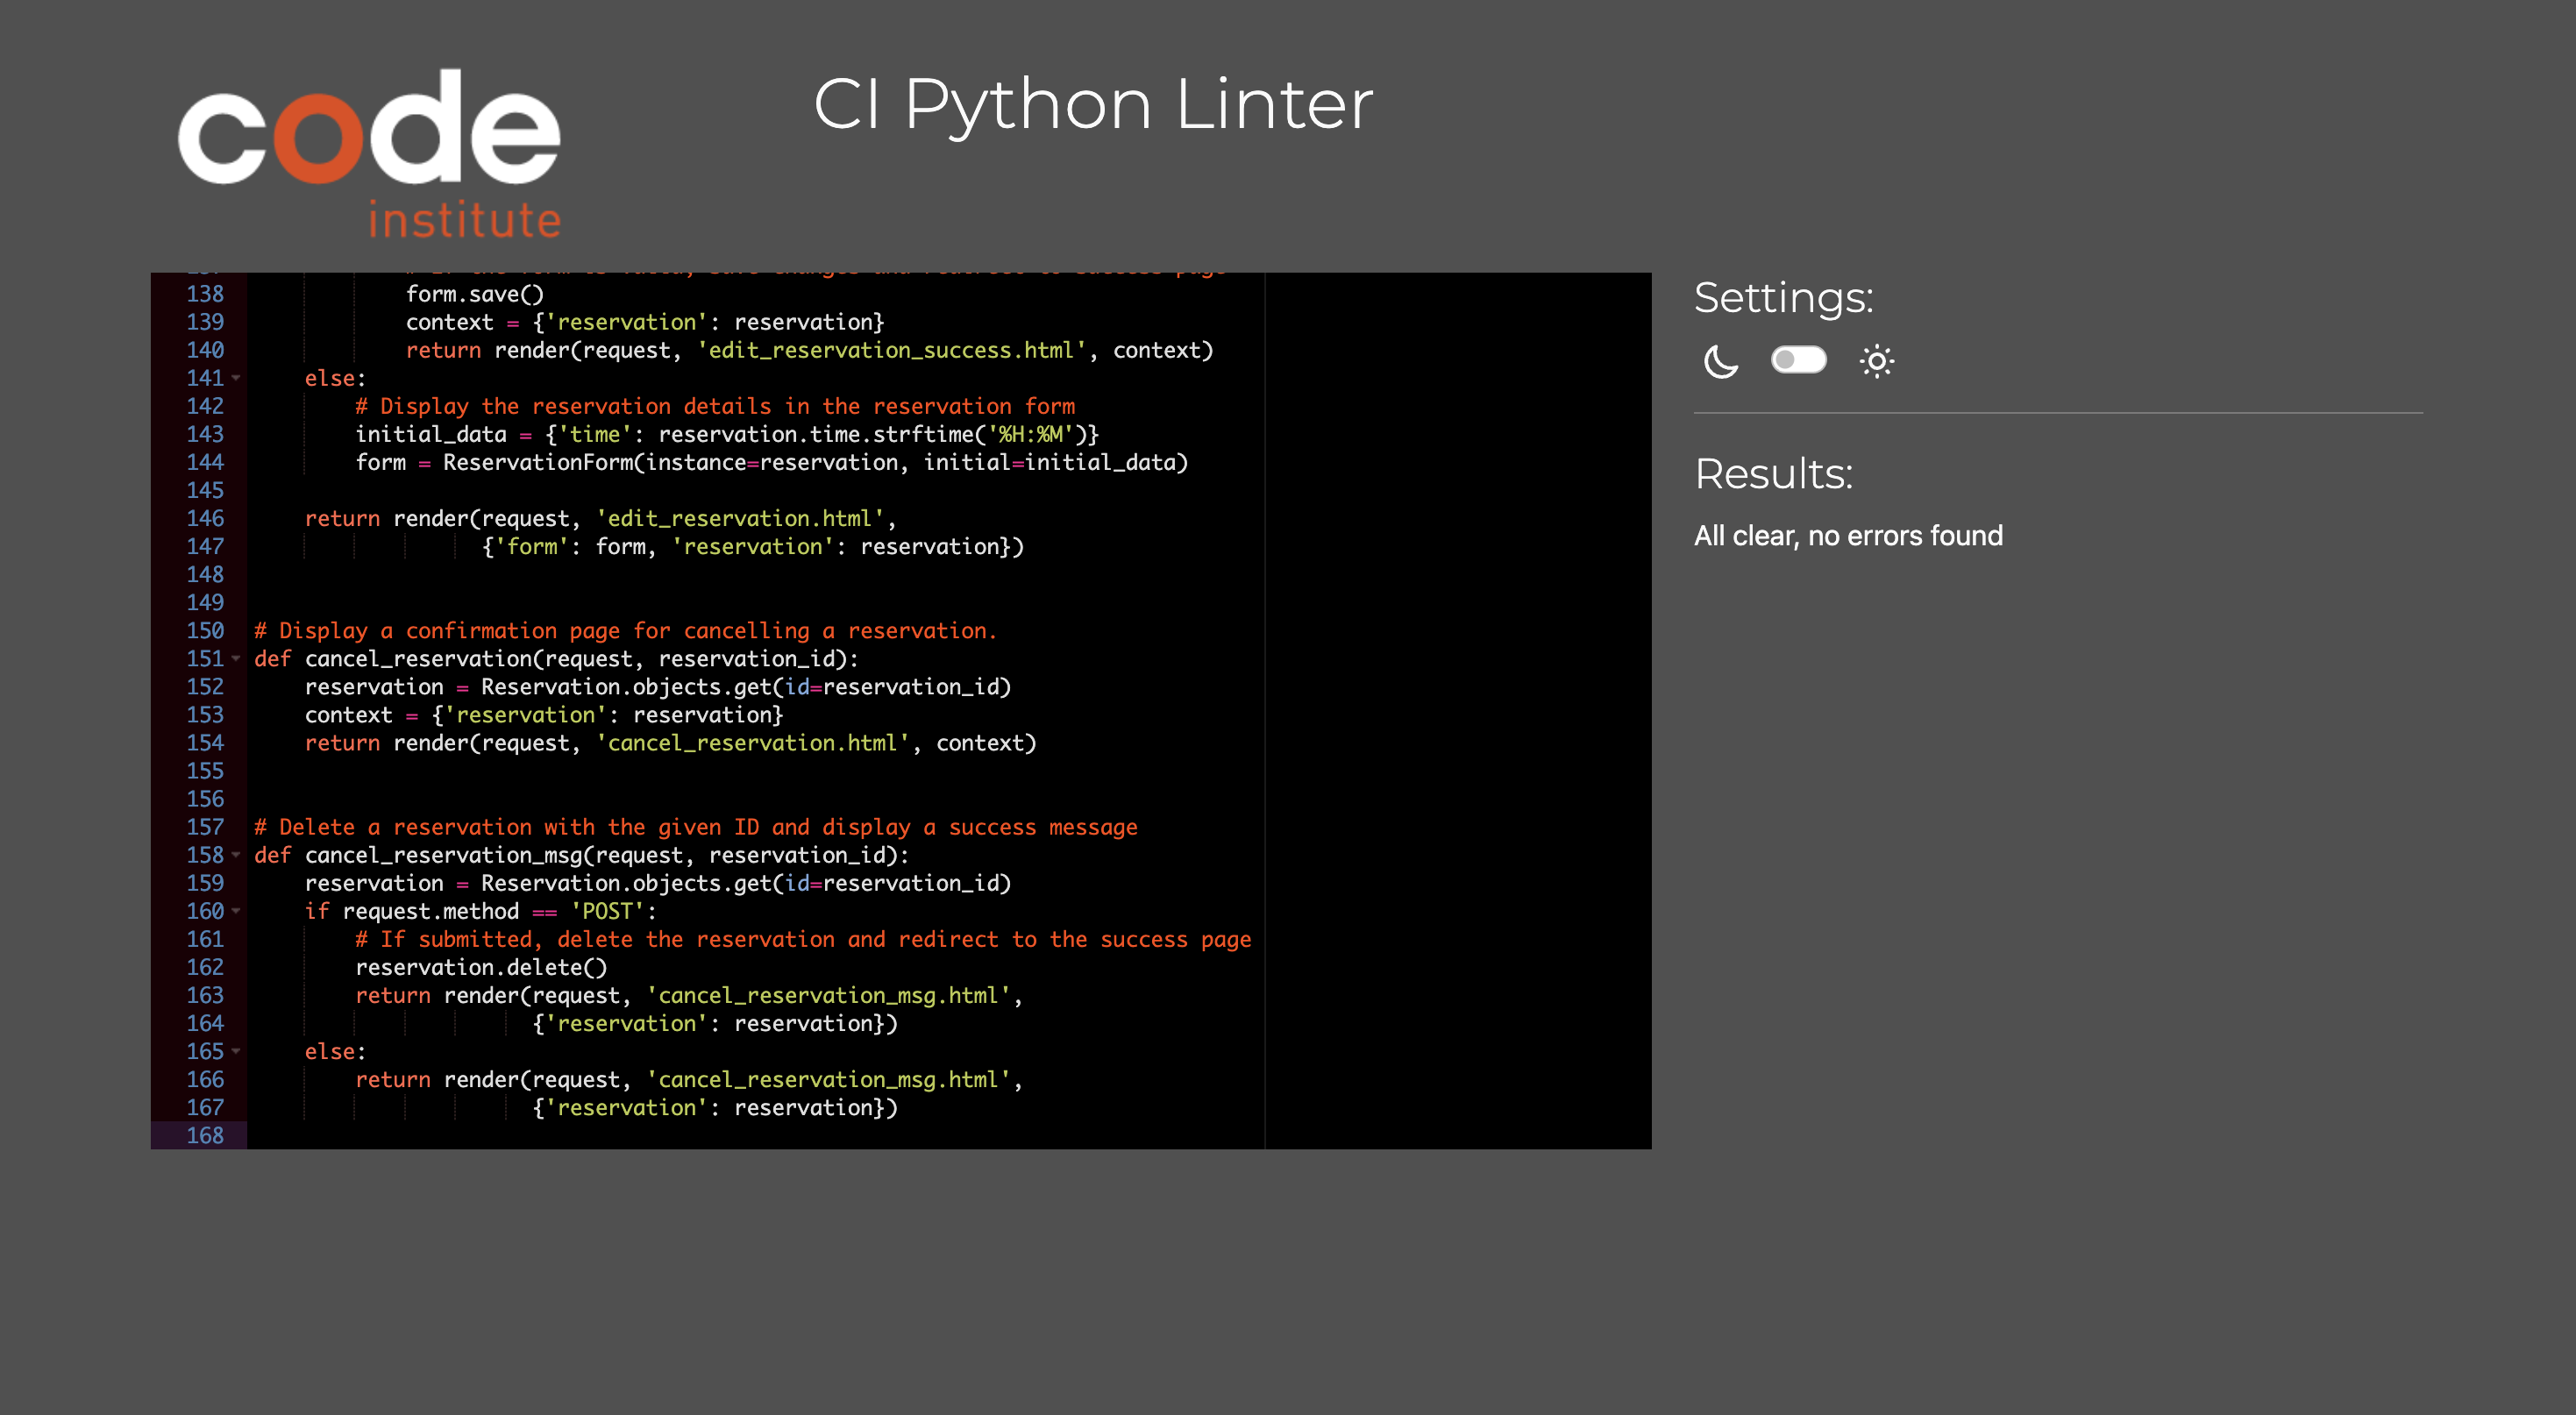 code
institute
CI Python Linter
138 form.save()
139 context = {'reservation': reservation}
140 return render(request, 'edit_reservation_success.html', context)
141 else:
142 # Display the reservation details in the reservation form
143 initial_data = {'time': reservation.time.strftime('%H:%M')}
144 form = ReservationForm(instance=reservation, initial=initial_data)
145
146 return render(request, 'edit_reservation.html',
147 {'form': form, 'reservation': reservation})
148
149
150 # Display a confirmation page for cancelling a reservation.
151 def cancel_reservation(request, reservation_id):
152 reservation = Reservation.objects.get(id=reservation_id)
153 context = {'reservation': reservation}
154 return render(request, 'cancel_reservation.html', context)
155
156
157 # Delete a reservation with the given ID and display a success message
158 def cancel_reservation_msg(request, reservation_id):
159 reservation = Reservation.objects.get(id=reservation_id)
160 if request.method == 'POST':
161 # If submitted, delete the reservation and redirect to the success page
162 reservation.delete()
163 return render(request, 'cancel_reservation_msg.html',
164 {'reservation': reservation})
165 else:
166 return render(request, 'cancel_reservation_msg.html',
167 {'reservation': reservation})
168
Settings:
Results:
All clear, no errors found